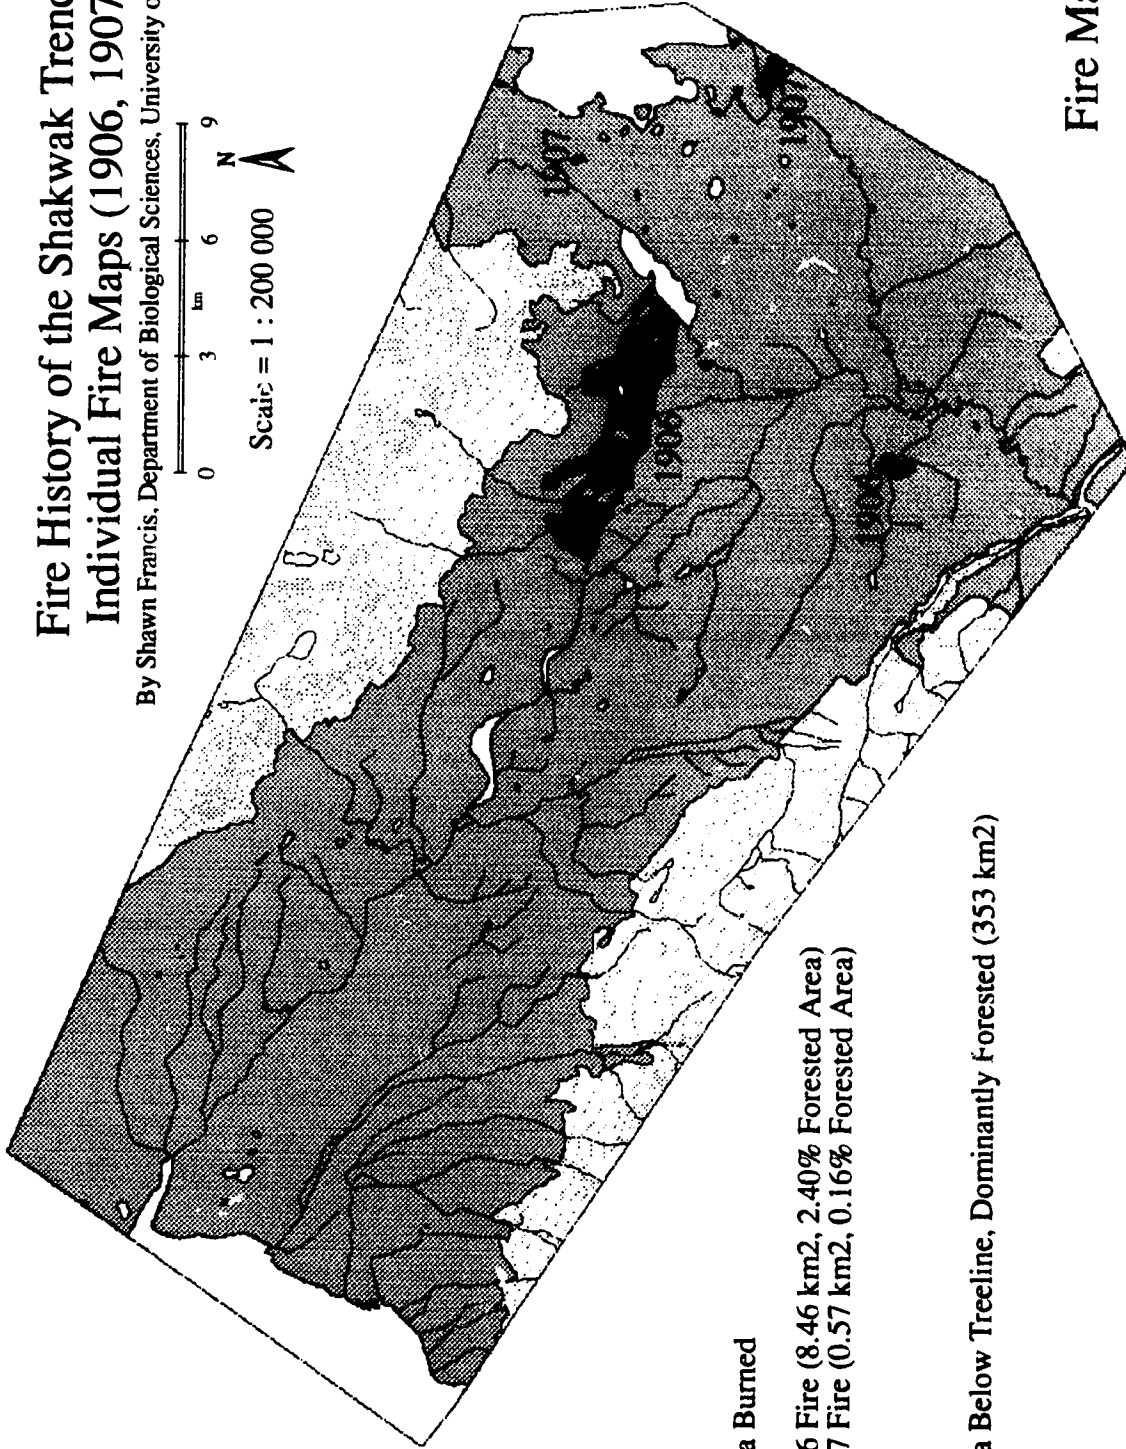 Fire History of the Shakwak Trenc
Individual Fire Maps (1906, 1907
By Shawn Francis, Department of Biological Sciences, University o
0 3 km 6 9
N
Scale = 1 : 200 000
1907
1907
1906
1906
a Burned
6 Fire (8.46 km2, 2.40% Forested Area)
7 Fire (0.57 km2, 0.16% Forested Area)
a Below Treeline, Dominantly Forested (353 km2)
Fire Ma